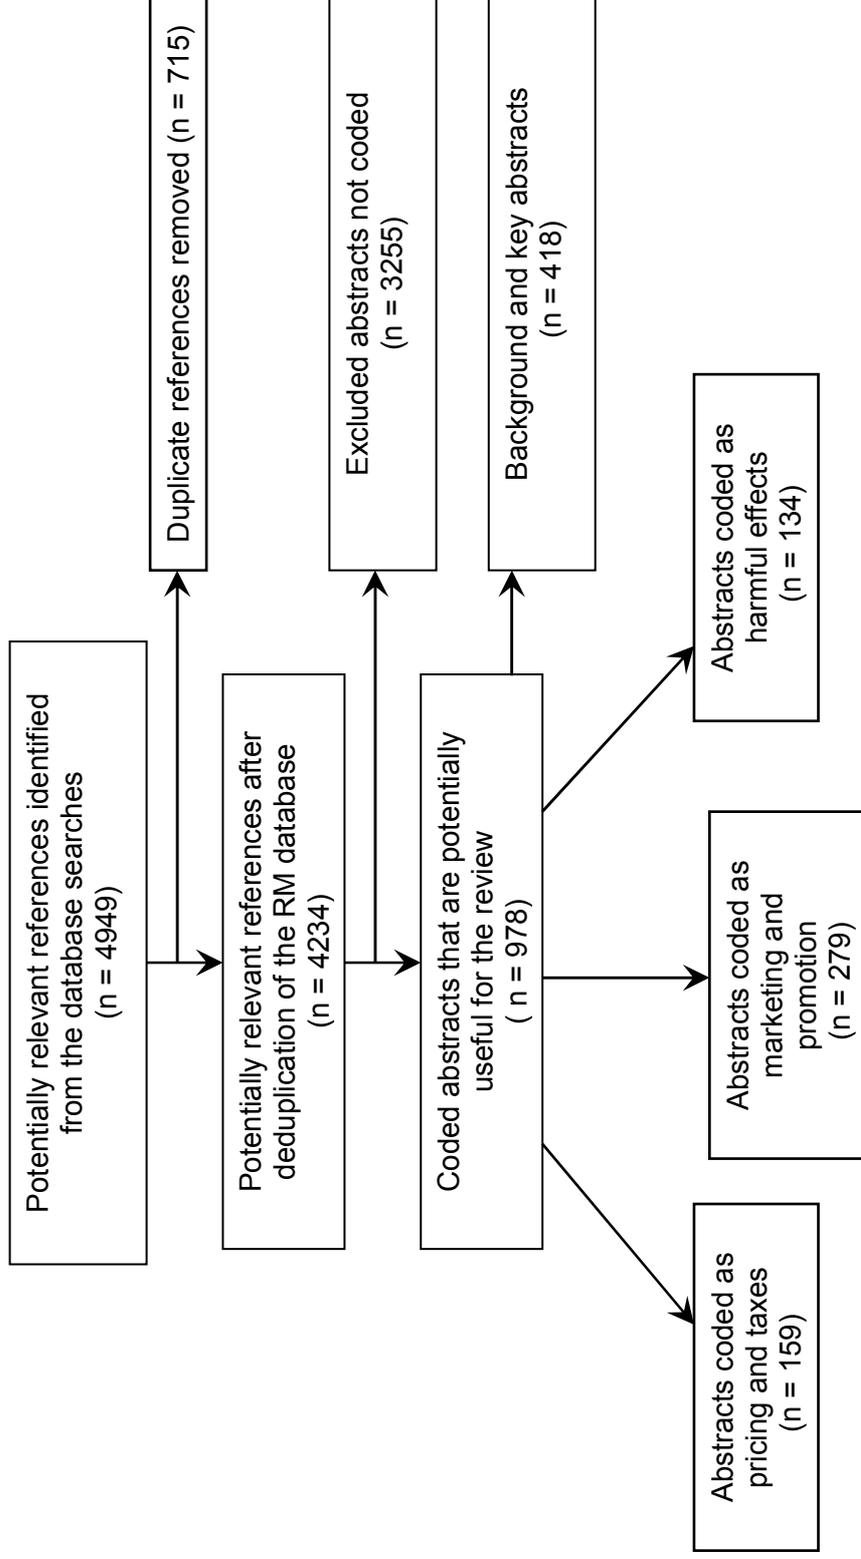 Potentially relevant references identified
from the database searches
(n = 4949)
Duplicate references removed (n = 715)
Potentially relevant references after
deduplication of the RM database
(n = 4234)
Excluded abstracts not coded
(n = 3255)
Coded abstracts that are potentially
useful for the review
( n = 978)
Background and key abstracts
(n = 418)
Abstracts coded as
pricing and taxes
(n = 159)
Abstracts coded as
marketing and
promotion
(n = 279)
Abstracts coded as
harmful effects
(n = 134)